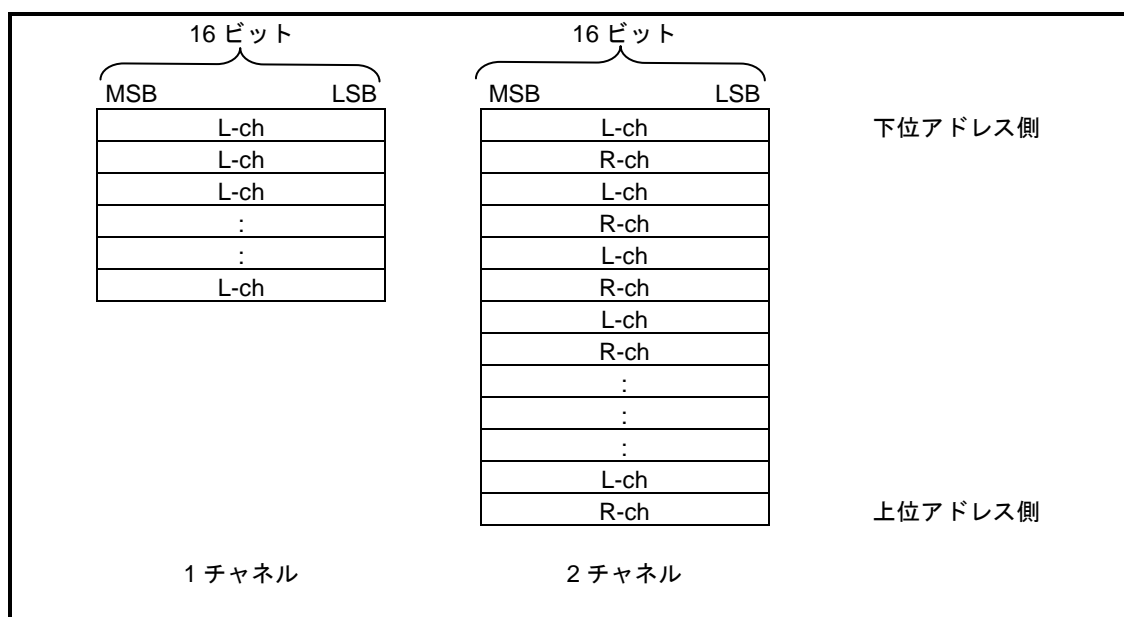 16 ビット 16 ビット
MSB LSB MSB LSB
L-ch L-ch 下位アドレス側
L-ch R-ch
L-ch L-ch
: R-ch
: L-ch
L-ch R-ch
L-ch
R-ch
:
:
:
L-ch
R-ch 上位アドレス側
1 チャネル 2 チャネル